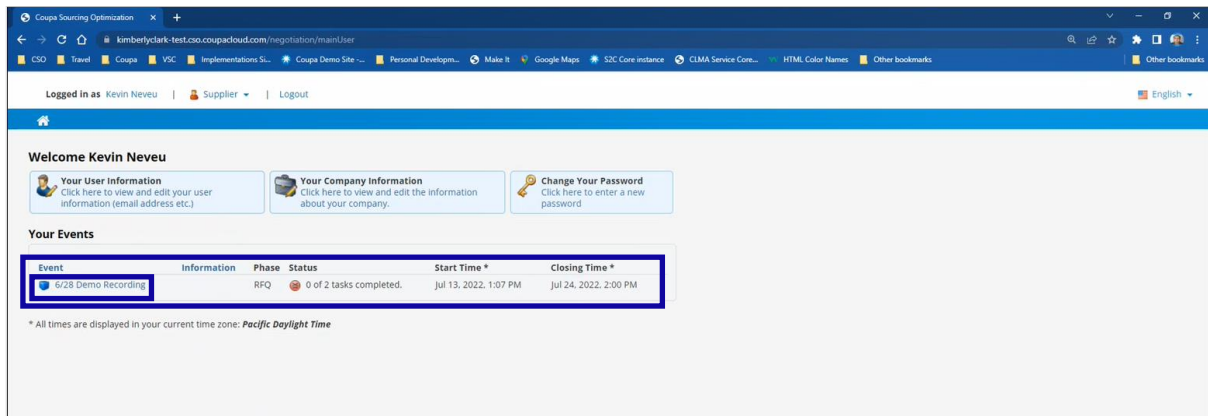 Coupa Sourcing Optimization
kimberlyclark-test.cso.coupacloud.com/negotiation/mainUser
CSO Travel Coupa VSC Implementations Si... Coupa Demo Site -... Personal Developm... Make It Google Maps S2C Core instance CLMA Service Core... HTML Color Names Other bookmarks Other bookmarks
Logged in as Kevin Neveu | Supplier | Logout English
Welcome Kevin Neveu
Your User Information Your Company Information Change Your Password
Click here to view and edit your user Click here to view and edit the information Click here to enter a new
information (email address etc.) about your company. password
Your Events
Event Information Phase Status Start Time * Closing Time *
6/28 Demo Recording RFQ 0 of 2 tasks completed. Jul 13, 2022, 1:07 PM Jul 24, 2022, 2:00 PM
* All times are displayed in your current time zone: Pacific Daylight Time